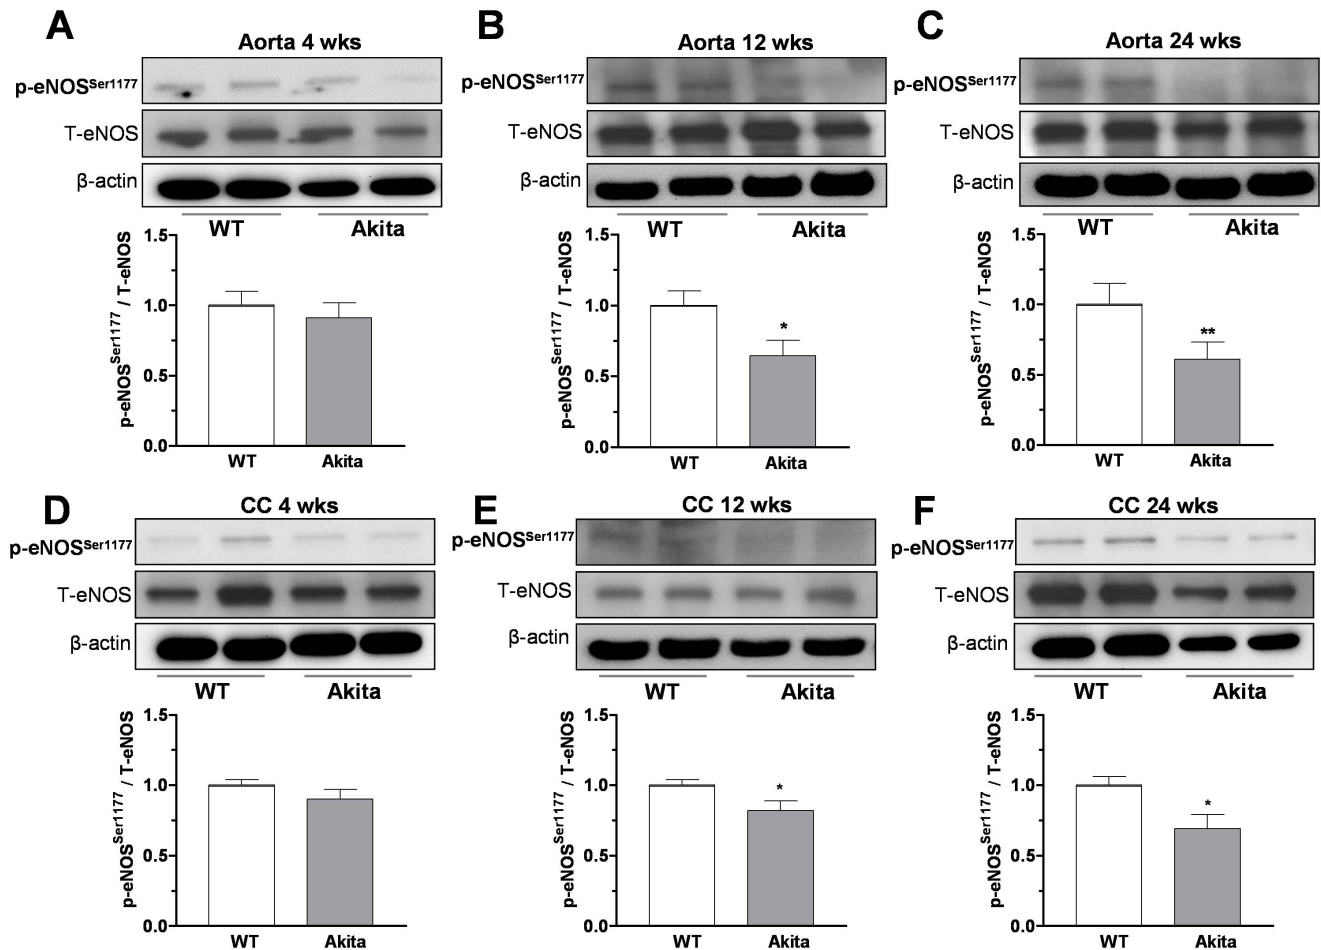 A
Aorta 4 wks
p-eNOSSer1177
T-eNOS
β-actin
WT Akita
p-eNOSSer1177 / T-eNOS
1.5
1.0
0.5
0.0
WT Akita
B
Aorta 12 wks
p-eNOSSer1177
T-eNOS
β-actin
WT Akita
p-eNOSSer1177 / T-eNOS
1.5
1.0
0.5
0.0
*
WT Akita
C
Aorta 24 wks
p-eNOSSer1177
T-eNOS
β-actin
WT Akita
p-eNOSSer1177 / T-eNOS
1.5
1.0
0.5
0.0
**
WT Akita
D
CC 4 wks
p-eNOSSer1177
T-eNOS
β-actin
WT Akita
p-eNOSSer1177 / T-eNOS
1.5
1.0
0.5
0.0
WT Akita
E
CC 12 wks
p-eNOSSer1177
T-eNOS
β-actin
WT Akita
p-eNOSSer1177 / T-eNOS
1.5
1.0
0.5
0.0
*
WT Akita
F
CC 24 wks
p-eNOSSer1177
T-eNOS
β-actin
WT Akita
p-eNOSSer1177 / T-eNOS
1.5
1.0
0.5
0.0
*
WT Akita